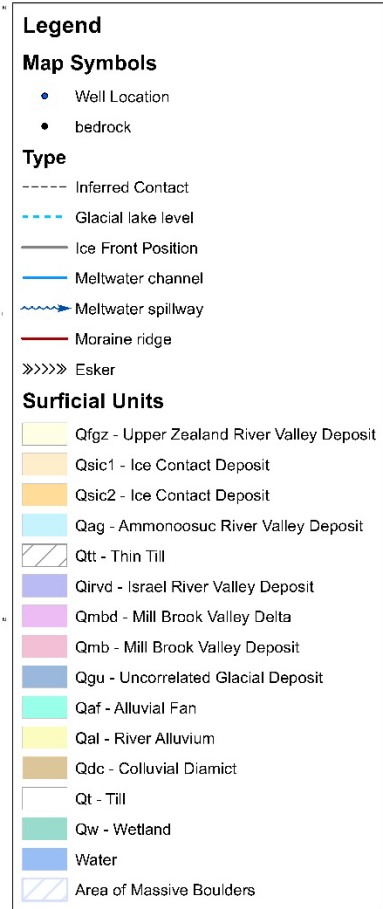 Legend
Map Symbols
Well Location
bedrock
Type
Inferred Contact
Glacial lake level
Ice Front Position
Meltwater channel
Meltwater spillway
Moraine ridge
Esker
Surficial Units
Qfgz - Upper Zealand River Valley Deposit
Qsic1 - Ice Contact Deposit
Qsic2 - Ice Contact Deposit
Qag - Ammonoosuc River Valley Deposit
Qtt - Thin Till
Qirvd - Israel River Valley Deposit
Qmbd - Mill Brook Valley Delta
Qmb - Mill Brook Valley Deposit
Qgu - Uncorrelated Glacial Deposit
Qaf - Alluvial Fan
Qal - River Alluvium
Qdc - Colluvial Diamict
Qt - Till
Qw - Wetland
Water
Area of Massive Boulders